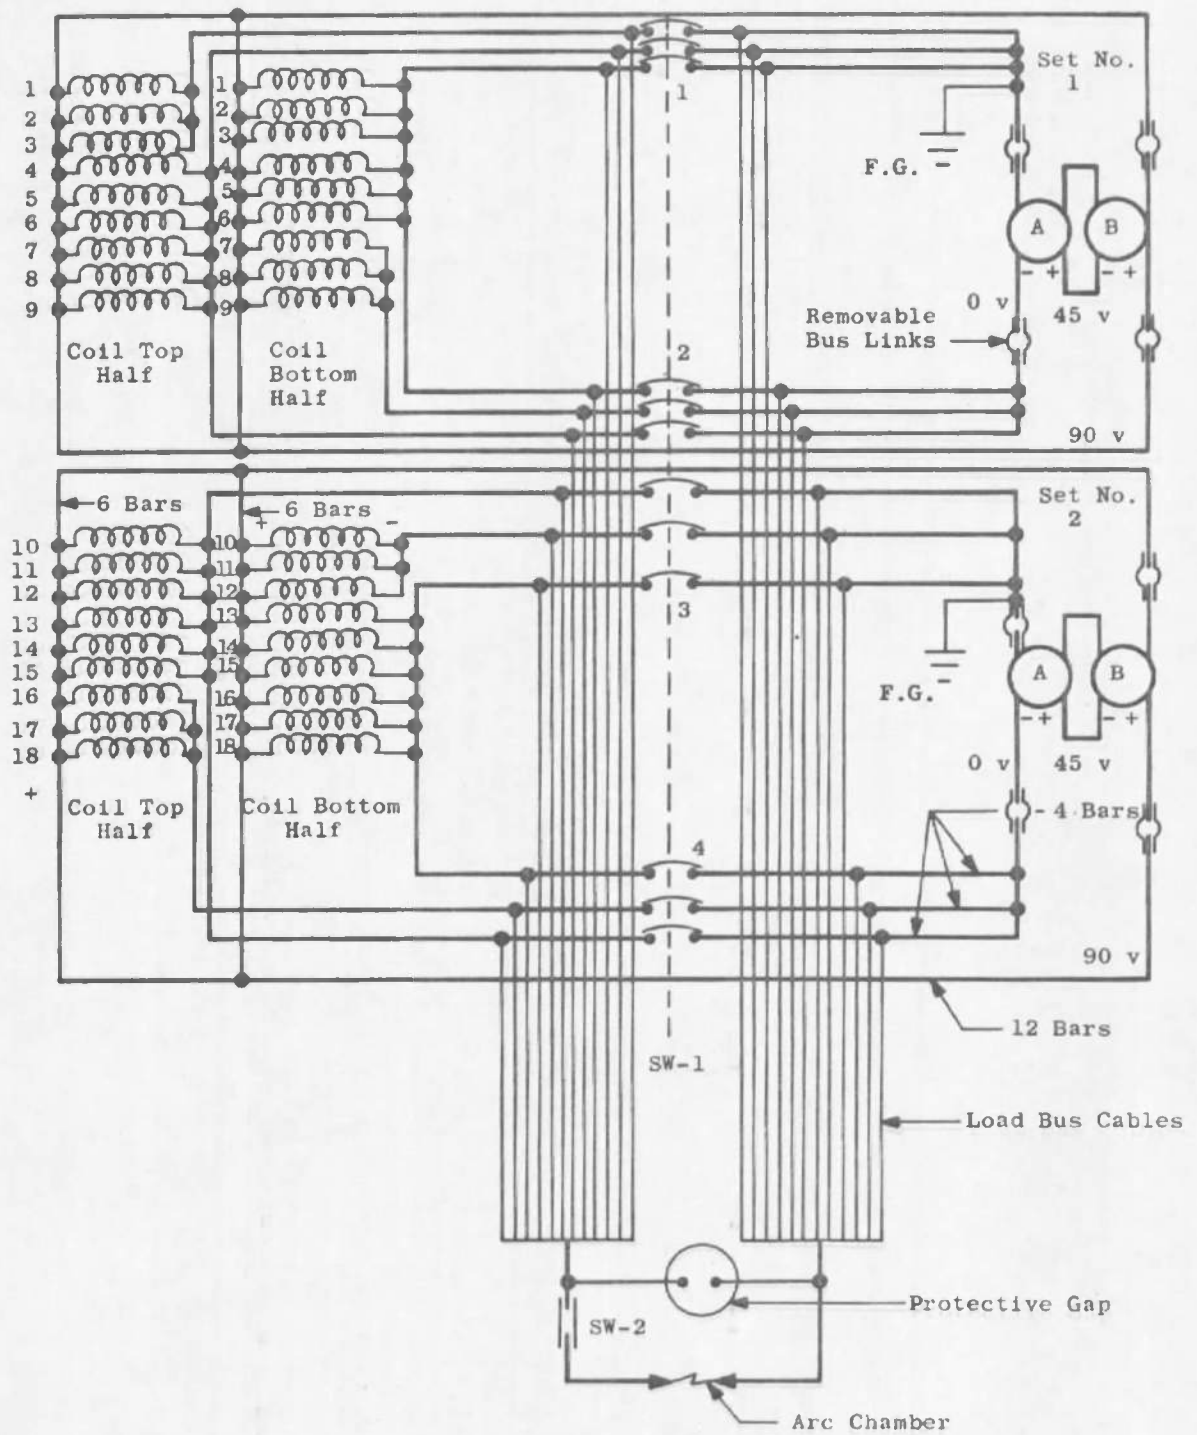 Set No.
1
1
2
3
4
5
6
7
8
9
1
2
3
4
5
6
7
8
9
1
F.G.
A
B
- +
- +
0 v
45 v
Removable
Bus Links
Coil Top
Half
Coil
Bottom
Half
2
90 v
6 Bars
6 Bars
+
-
Set No.
2
10
11
12
13
14
15
16
17
18
+
10
11
12
13
14
15
16
17
18
3
F.G.
A
B
- +
- +
0 v
45 v
Coil Top
Half
Coil Bottom
Half
- 4 Bars
4
90 v
12 Bars
SW-1
Load Bus Cables
Protective Gap
SW-2
Arc Chamber